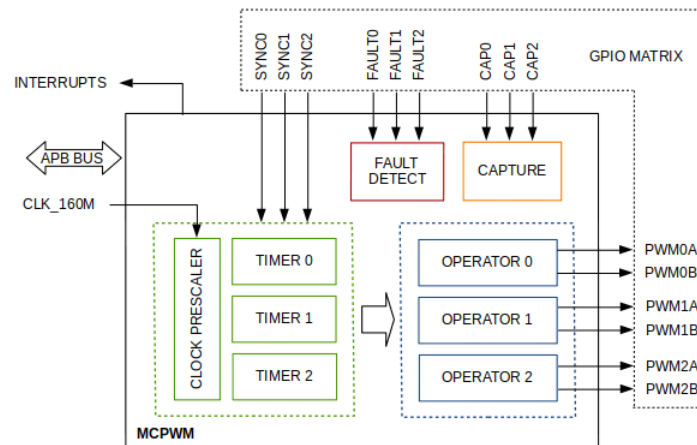 SYNC0
SYNC1
SYNC2
FAULT0
FAULT1
FAULT2
CAP0
CAP1
CAP2
GPIO MATRIX
INTERRUPTS
APB BUS
CLK_160M
FAULT
DETECT
CAPTURE
CLOCK PRESCALER
TIMER 0
TIMER 1
TIMER 2
OPERATOR 0
OPERATOR 1
OPERATOR 2
PWM0A
PWM0B
PWM1A
PWM1B
PWM2A
PWM2B
MCPWM